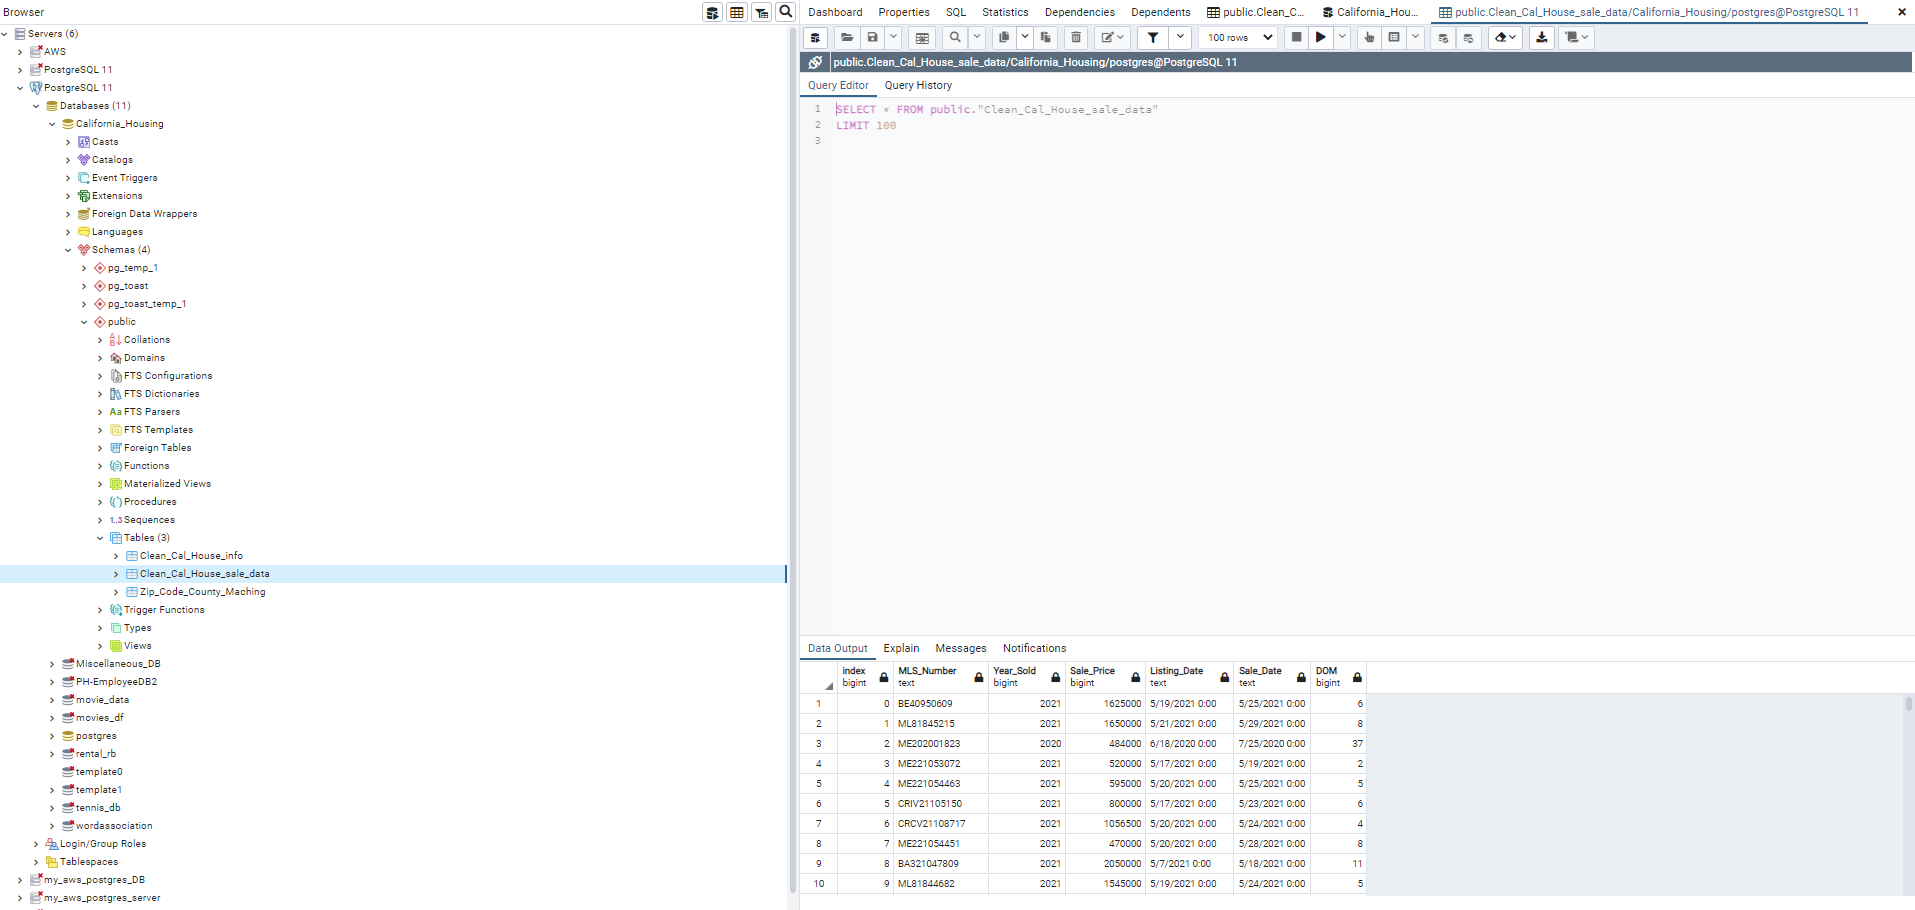 Browser
Servers (6)
AWS
PostgreSQL 11
PostgreSQL 11
Databases (11)
California_Housing
Casts
Catalogs
Event Triggers
Extensions
Foreign Data Wrappers
Languages
Schemas (4)
pg_temp_1
pg_toast
pg_toast_temp_1
public
Collations
Domains
FTS Configurations
FTS Dictionaries
Aa FTS Parsers
FTS Templates
Foreign Tables
Functions
Materialized Views
Procedures
1..3 Sequences
Tables (3)
Clean_Cal_House_info
Clean_Cal_House_sale_data
Zip_Code_County_Maching
Trigger Functions
Types
Views
Miscellaneous_DB
PH-EmployeeDB2
movie_data
movies_df
postgres
rental_rb
template0
template1
tennis_db
wordassociation
Login/Group Roles
Tablespaces
my_aws_postgres_DB
my_aws_postgres_server
Dashboard Properties SQL Statistics Dependencies Dependents public.Clean_C... California_Hou... public.Clean_Cal_House_sale_data/California_Housing/postgres@PostgreSQL 11
100 rows
public.Clean_Cal_House_sale_data/California_Housing/postgres@PostgreSQL 11
Query Editor Query History
1 SELECT * FROM public."Clean_Cal_House_sale_data"
2 LIMIT 100
3
Data Output Explain Messages Notifications
index MLS_Number Year_Sold Sale_Price Listing_Date Sale_Date DOM
bigint text bigint bigint text text bigint
1 0 BE40950609 2021 1625000 5/19/2021 0:00 5/25/2021 0:00 6
2 1 ML81845215 2021 1650000 5/21/2021 0:00 5/29/2021 0:00 8
3 2 ME202001823 2020 484000 6/18/2020 0:00 7/25/2020 0:00 37
4 3 ME221053072 2021 520000 5/17/2021 0:00 5/19/2021 0:00 2
5 4 ME221054463 2021 595000 5/20/2021 0:00 5/25/2021 0:00 5
6 5 CRIV21105150 2021 800000 5/17/2021 0:00 5/23/2021 0:00 6
7 6 CRCV21108717 2021 1056500 5/20/2021 0:00 5/24/2021 0:00 4
8 7 ME221054451 2021 470000 5/20/2021 0:00 5/28/2021 0:00 8
9 8 BA321047809 2021 2050000 5/7/2021 0:00 5/18/2021 0:00 11
10 9 ML81844682 2021 1545000 5/19/2021 0:00 5/24/2021 0:00 5